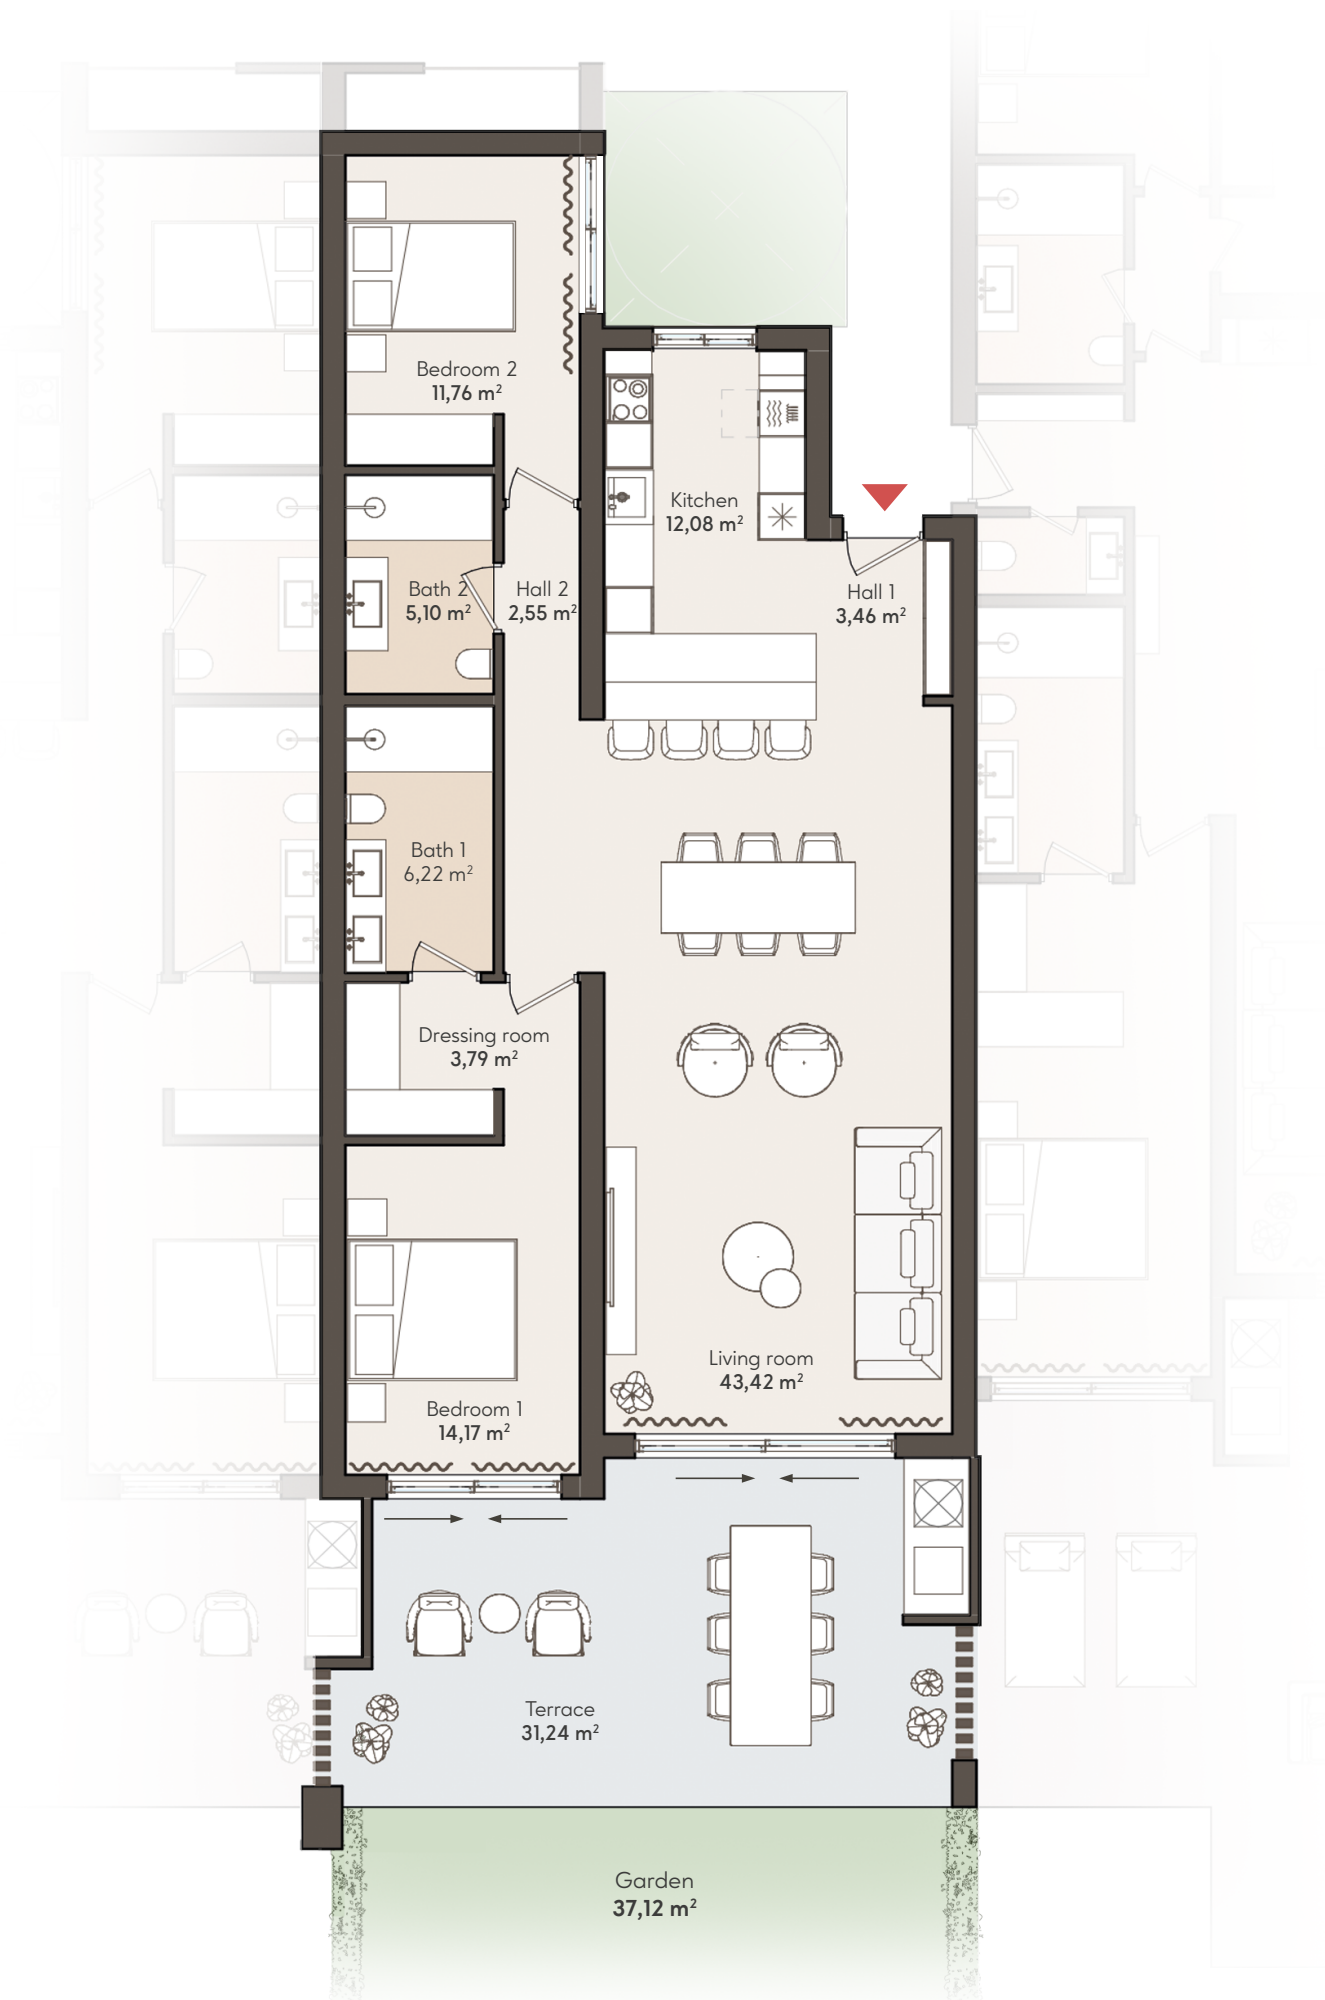 Bedroom 2
11,76 m²
Kitchen
12,08 m²
Bath 2
5,10 m²
Hall 2
2,55 m²
Hall 1
3,46 m²
Bath 1
6,22 m²
Dressing room
3,79 m²
Living room
43,42 m²
Bedroom 1
14,17 m²
Terrace
31,24 m²
Garden
37,12 m²